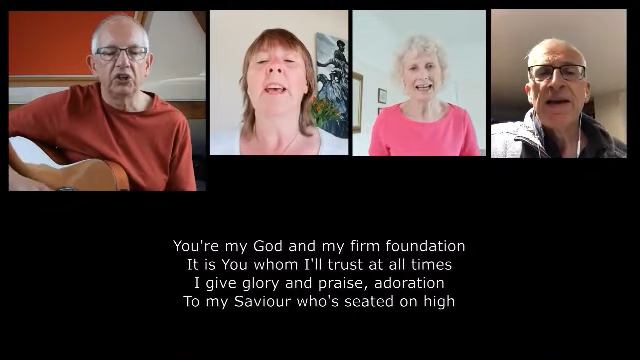 You're my God and my firm foundation
It is You whom I'll trust at all times
I give glory and praise, adoration
To my Saviour who's seated on high